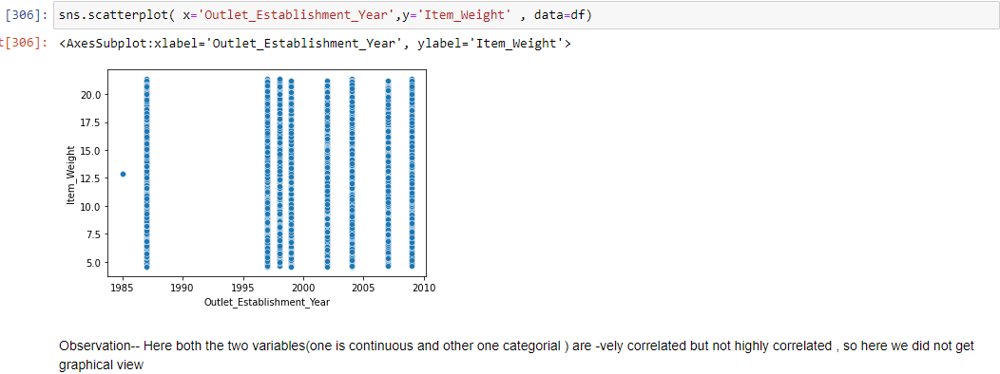 [306]: sns.scatterplot( x='Outlet_Establishment_Year',y='Item_Weight' , data=df)
t[306]: <AxesSubplot:xlabel='Outlet_Establishment_Year', ylabel='Item_Weight'>
20.0
17.5
15.0
12.5
10.0
7.5
5.0
Item_Weight
1985 1990 1995 2000 2005 2010
Outlet_Establishment_Year
Observation-- Here both the two variables(one is continuous and other one categorial ) are -vely correlated but not highly correlated , so here we did not get
graphical view